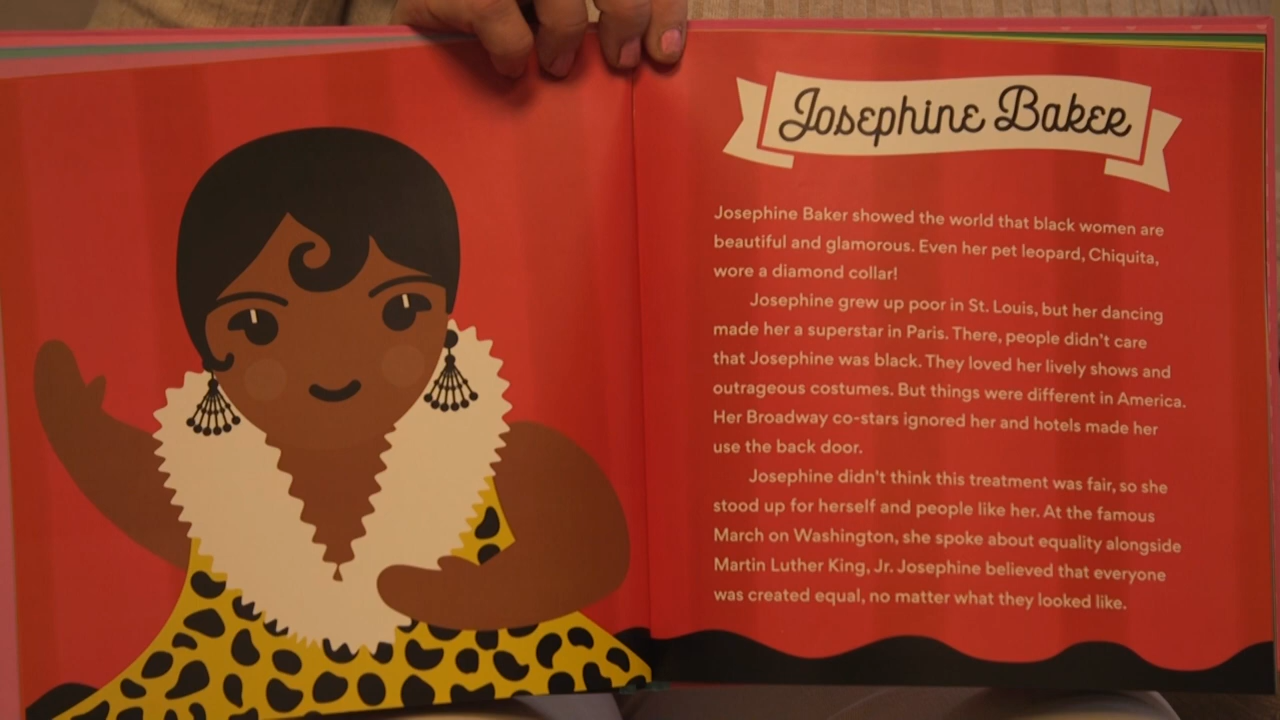 Josephine Baker
Josephine Baker showed the world that black women are
beautiful and glamorous. Even her pet leopard, Chiquita,
wore a diamond collar!
Josephine grew up poor in St. Louis, but her dancing
made her a superstar in Paris. There, people didn't care
that Josephine was black. They loved her lively shows and
outrageous costumes. But things were different in America.
Her Broadway co-stars ignored her and hotels made her
use the back door.
Josephine didn't think this treatment was fair, so she
stood up for herself and people like her. At the famous
March on Washington, she spoke about equality alongside
Martin Luther King, Jr. Josephine believed that everyone
was created equal, no matter what they looked like.